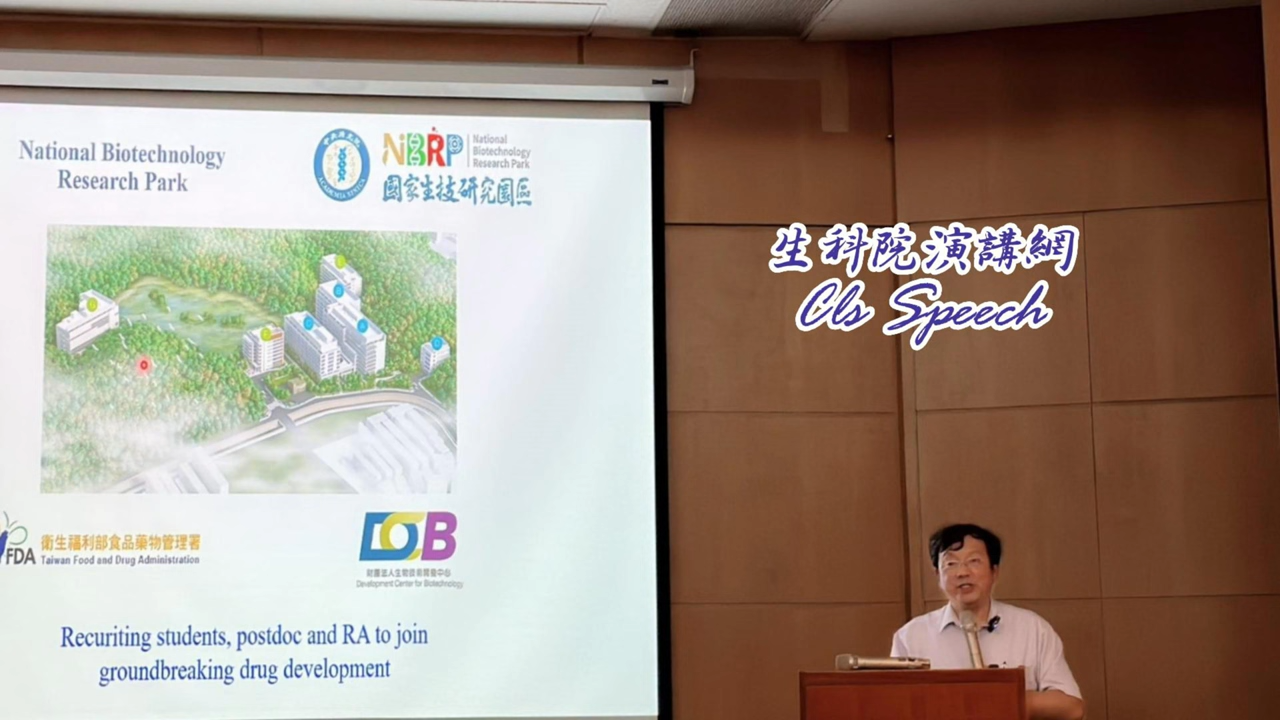 National Biotechnology
Research Park
ACADEMIA SINICA
NBRP
National
Biotechnology
Research Park
國家生技研究園區
生科院演講網
Cls Speech
FDA
衛生福利部食品藥物管理署
Taiwan Food and Drug Administration
DCB
財團法人生物技術開發中心
Development Center for Biotechnology
Recuriting students, postdoc and RA to join
groundbreaking drug development